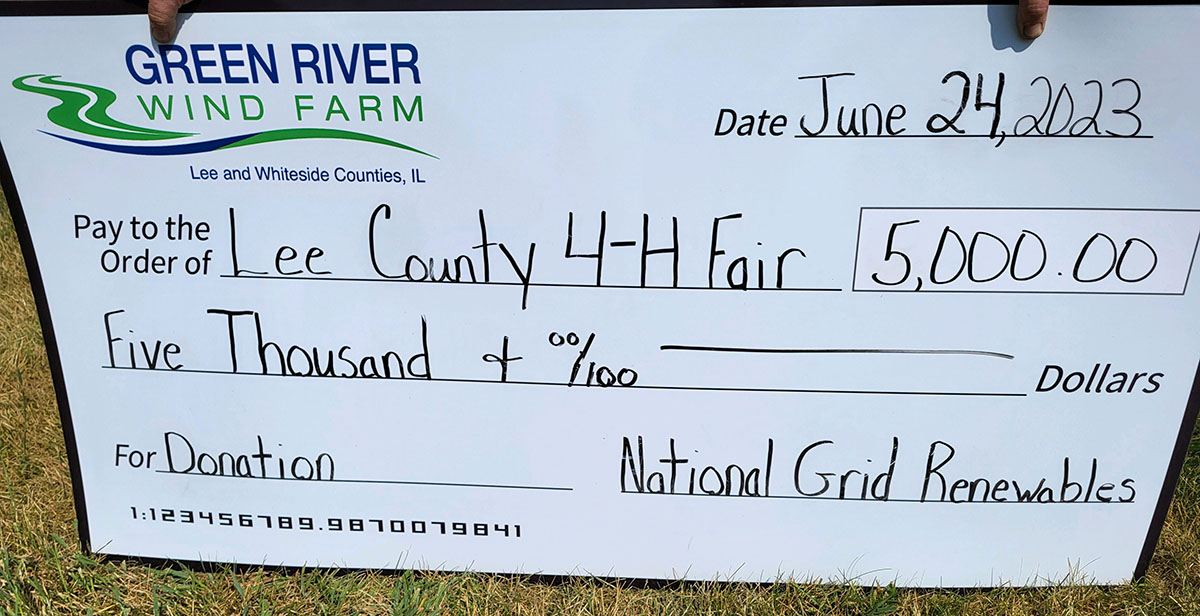 GREEN RIVER
WIND FARM
Lee and Whiteside Counties, IL
Date June 24, 2023
Pay to the
Order of Lee County 4-H Fair 5,000.00
Five Thousand + 00/100 Dollars
For Donation National Grid Renewables
1:123456789.9870079841